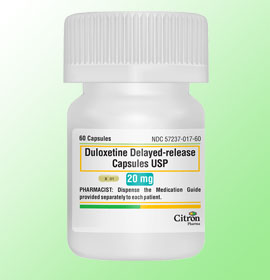 60 Capsules NDC 57237-017-60
Duloxetine Delayed-release
Capsules USP
20 mg
PHARMACIST: Dispense the Medication Guide
provided separately to each patient.
Citron
Pharma